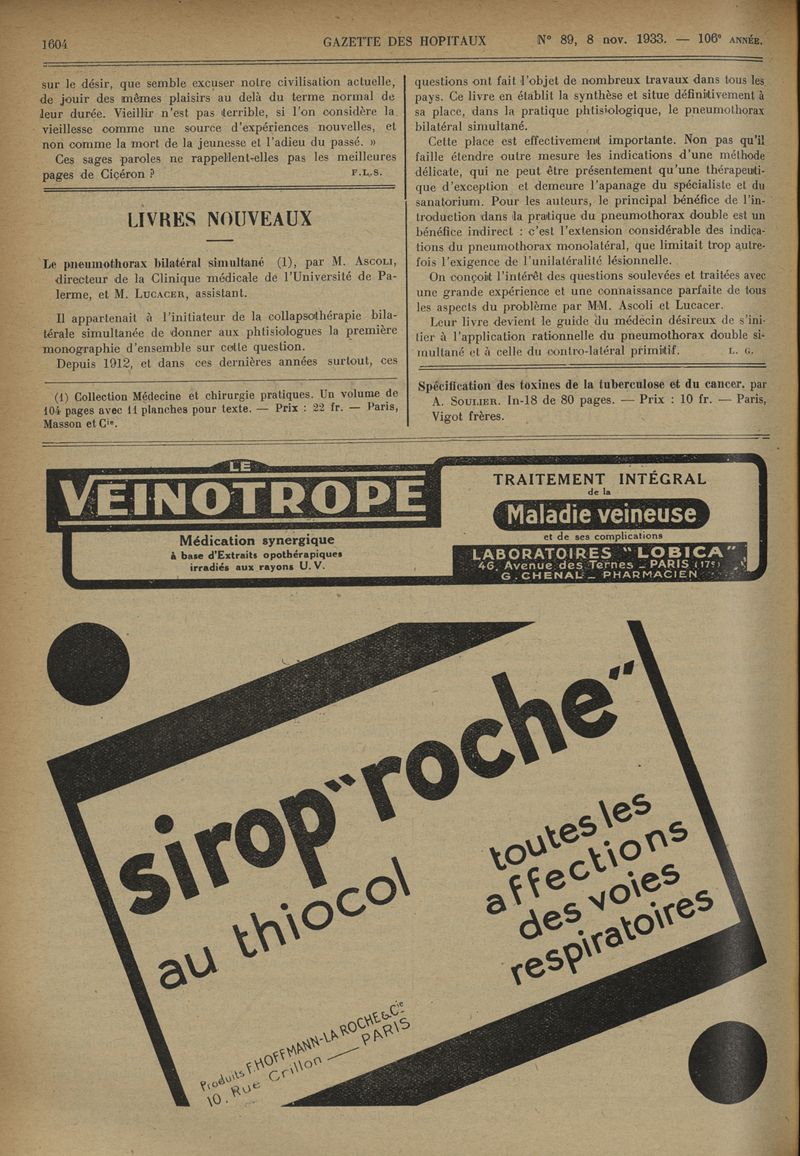 1604
GAZETTE DES HOPITAUX
N° 89, 8 nov. 1933. — 106e ANNÉE.
sur le désir, que semble excuser notre civilisation actuelle,
de jouir des mêmes plaisirs au delà du terme normal de
leur durée. Vieillir n'est pas terrible, si l'on considère la
vieillesse comme une source d'expériences nouvelles, et
non comme la mort de la jeunesse et l'adieu du passé. »
Ces sages paroles ne rappellent-elles pas les meilleures
pages de Cicéron ?
F.L.S.
LIVRES NOUVEAUX
Le pneumothorax bilatéral simultané (1), par M. ASCOLI,
directeur de la Clinique médicale de l'Université de Pa-
lerme, et M. LUCACER, assistant.
Il appartenait à l'initiateur de la collapsothérapie bila-
térale simultanée de donner aux phtisiologues la première
monographie d'ensemble sur cette question.
Depuis 1912, et dans ces dernières années surtout, ces
(1) Collection Médecine et chirurgie pratiques. Un volume de
104 pages avec 11 planches pour texte. — Prix : 22 fr. — Paris,
Masson et Cie.
questions ont fait l'objet de nombreux travaux dans tous les
pays. Ce livre en établit la synthèse et situe définitivement à
sa place, dans la pratique phtisiologique, le pneumothorax
bilatéral simultané.
Cette place est effectivement importante. Non pas qu'il
faille étendre outre mesure les indications d'une méthode
délicate, qui ne peut être présentement qu'une thérapeuti-
que d'exception et demeure l'apanage du spécialiste et du
sanatorium. Pour les auteurs, le principal bénéfice de l'in-
troduction dans la pratique du pneumothorax double est un
bénéfice indirect : c'est l'extension considérable des indica-
tions du pneumothorax monolatéral, que limitait trop autre-
fois l'exigence de l'unilatéralité lésionnelle.
On conçoit l'intérêt des questions soulevées et traitées avec
une grande expérience et une connaissance parfaite de tous
les aspects du problème par MM. Ascoli et Lucacer.
Leur livre devient le guide du médecin désireux de s'ini-
tier à l'application rationnelle du pneumothorax double si-
multané et à celle du contro-latéral primitif.
L. G.
Spécification des toxines de la tuberculose et du cancer. par
A. SOULIER. In-18 de 80 pages. — Prix : 10 fr. — Paris,
Vigot frères.
LE
VEINOTROPE
Médication synergique
à base d'Extraits opothérapiques
irradiés aux rayons U.V.
TRAITEMENT INTÉGRAL
de la
Maladie veineuse
et de ses complications
LABORATOIRES "LOBICA"
46, Avenue des Ternes _ PARIS (17e)
G. CHENAL _ PHARMACIEN
sirop "roche"
au thiocol
toutes les
affections
des voies
respiratoires
Produits F. HOFFMANN-LA ROCHE & Cie
10, Rue Crillon — PARIS